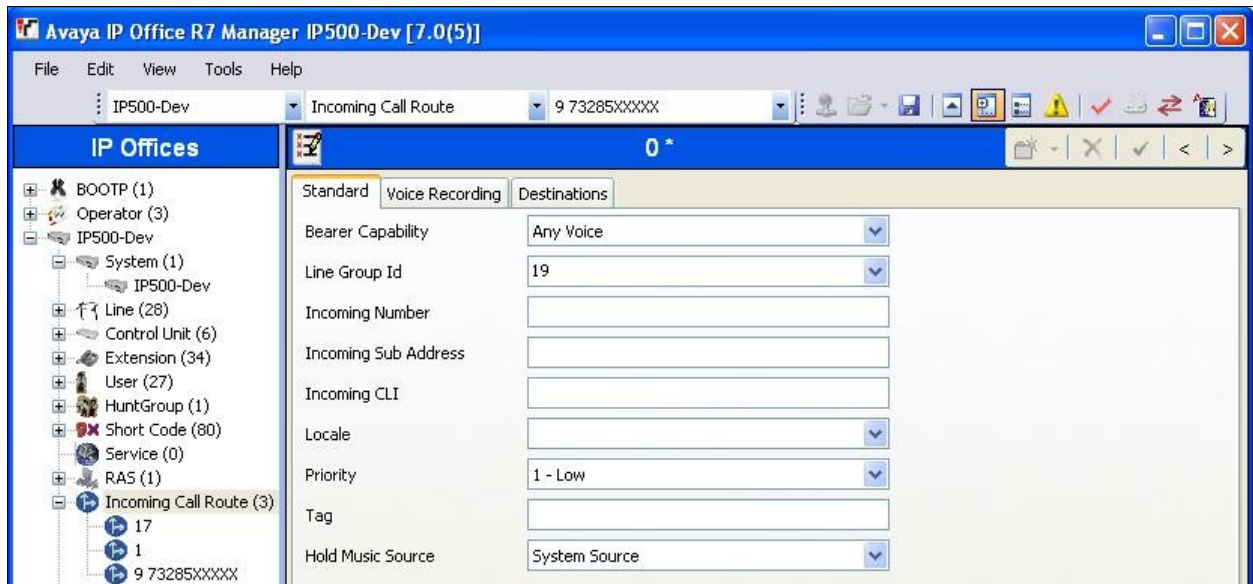 Avaya IP Office R7 Manager IP500-Dev [7.0(5)]
File Edit View Tools Help
IP500-Dev Incoming Call Route 9 73285XXXXX
IP Offices
0 *
BOOTP (1)
Operator (3)
IP500-Dev
System (1)
IP500-Dev
Line (28)
Control Unit (6)
Extension (34)
User (27)
HuntGroup (1)
Short Code (80)
Service (0)
RAS (1)
Incoming Call Route (3)
17
1
9 73285XXXXX
Standard Voice Recording Destinations
Bearer Capability Any Voice
Line Group Id 19
Incoming Number
Incoming Sub Address
Incoming CLI
Locale
Priority 1 - Low
Tag
Hold Music Source System Source